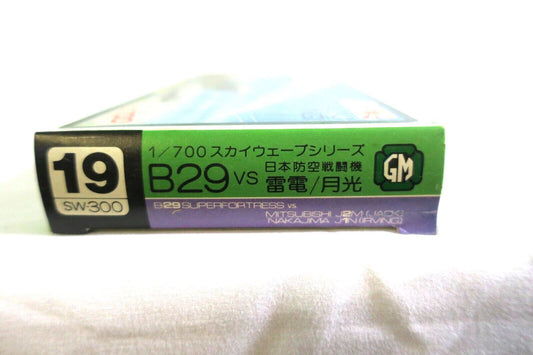 19
SW-300
1/700 スカイウェーブシリーズ
B29 VS 日本防空戦闘機
雷電/月光
GM
B29 SUPERFORTRESS vs.
MITSUBISHI J2M (JACK)
NAKAJIMA J1N (IRVING)